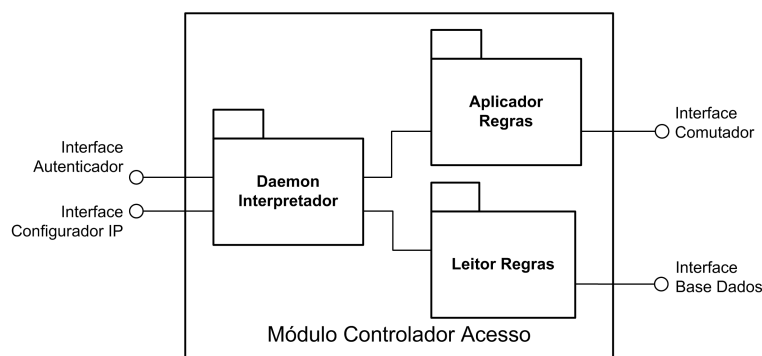 Interface
Autenticador
Interface
Configurador IP
Daemon
Interpretador
Aplicador
Regras
Leitor Regras
Interface
Comutador
Interface
Base Dados
Módulo Controlador Acesso